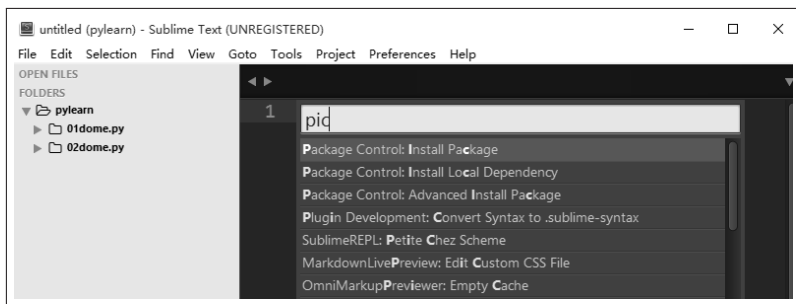 untitled (pylearn) - Sublime Text (UNREGISTERED)
File Edit Selection Find View Goto Tools Project Preferences Help
OPEN FILES
FOLDERS
pylearn
01dome.py
02dome.py
1
pic
Package Control: Install Package
Package Control: Install Local Dependency
Package Control: Advanced Install Package
Plugin Development: Convert Syntax to .sublime-syntax
SublimeREPL: Petite Chez Scheme
MarkdownLivePreview: Edit Custom CSS File
OmniMarkupPreviewer: Empty Cache